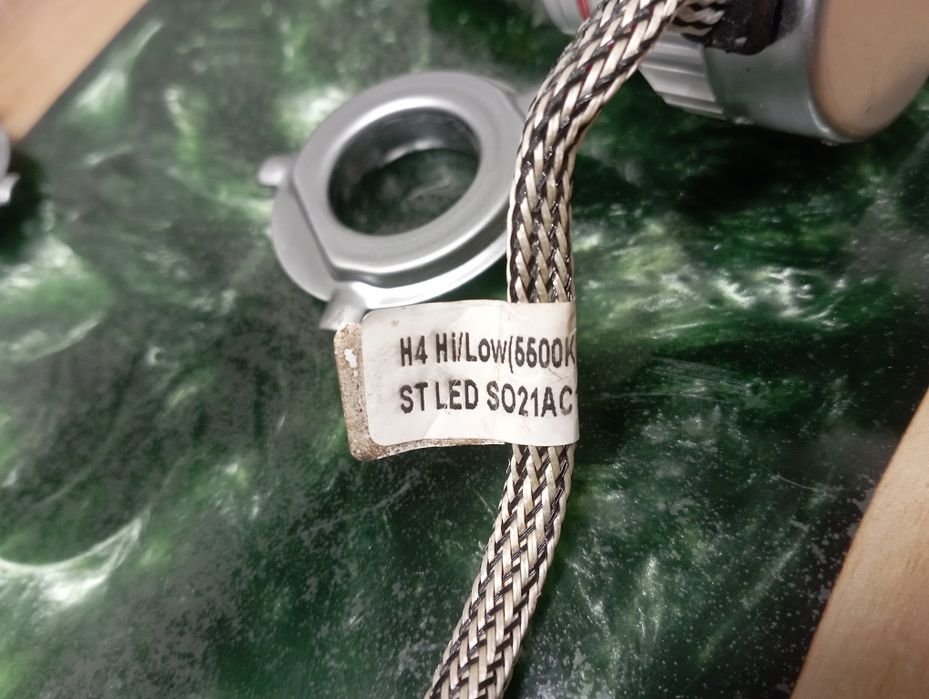 H4 Hi/Low(5500K
ST LED SO21AC